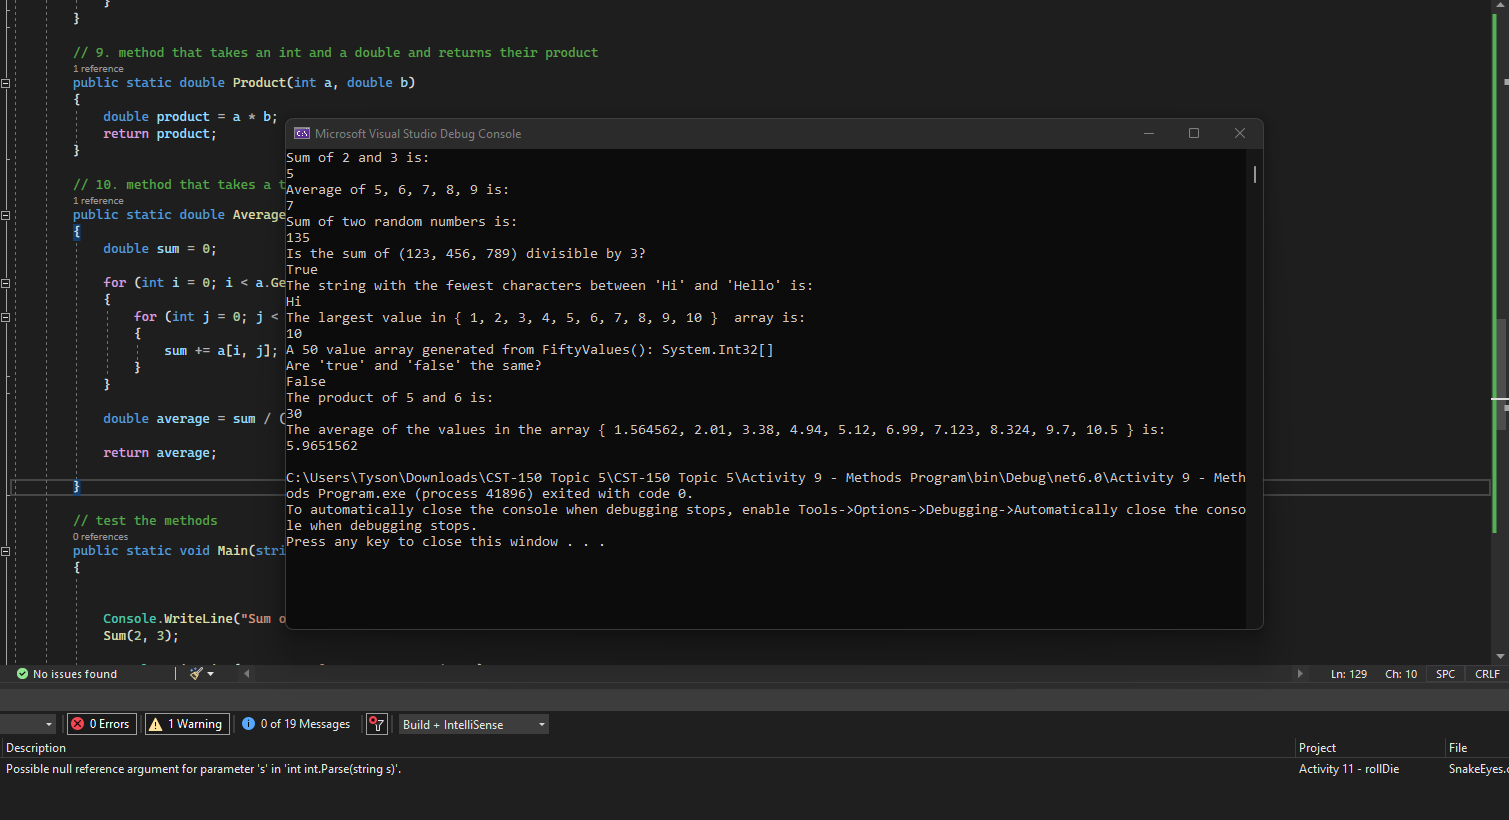 }
}
// 9. method that takes an int and a double and returns their product
1 reference
public static double Product(int a, double b)
{
double product = a * b;
return product;
}
// 10. method that takes a t
1 reference
public static double Average
{
double sum = 0;
for (int i = 0; i < a.Ge
{
for (int j = 0; j <
{
sum += a[i, j];
}
}
double average = sum / (
return average;
}
// test the methods
0 references
public static void Main(stri
{
Console.WriteLine("Sum o
Sum(2, 3);
Microsoft Visual Studio Debug Console
Sum of 2 and 3 is:
5
Average of 5, 6, 7, 8, 9 is:
7
Sum of two random numbers is:
135
Is the sum of (123, 456, 789) divisible by 3?
True
The string with the fewest characters between 'Hi' and 'Hello' is:
Hi
The largest value in { 1, 2, 3, 4, 5, 6, 7, 8, 9, 10 }  array is:
10
A 50 value array generated from FiftyValues(): System.Int32[]
Are 'true' and 'false' the same?
False
The product of 5 and 6 is:
30
The average of the values in the array { 1.564562, 2.01, 3.38, 4.94, 5.12, 6.99, 7.123, 8.324, 9.7, 10.5 } is:
5.9651562
C:\Users\Tyson\Downloads\CST-150 Topic 5\CST-150 Topic 5\Activity 9 - Methods Program\bin\Debug\net6.0\Activity 9 - Meth
ods Program.exe (process 41896) exited with code 0.
To automatically close the console when debugging stops, enable Tools->Options->Debugging->Automatically close the conso
le when debugging stops.
Press any key to close this window . . .
No issues found
Ln: 129 Ch: 10 SPC CRLF
0 Errors 1 Warning 0 of 19 Messages Build + IntelliSense
Description Project File
Possible null reference argument for parameter 's' in 'int int.Parse(string s)'. Activity 11 - rollDie SnakeEyes.c